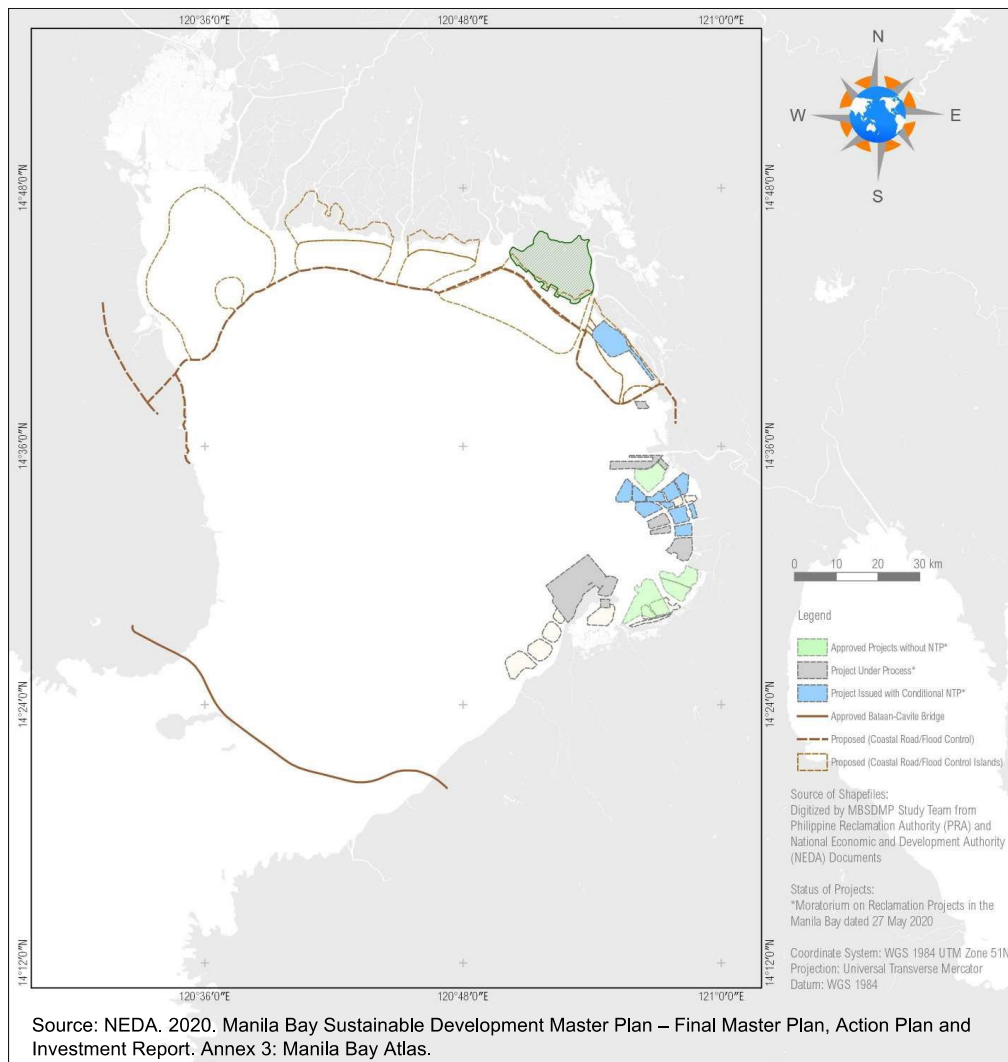 120°36'0"E 120°48'0"E 121°0'0"E
N
W E
S
14°48'0"N 14°48'0"N
14°36'0"N 14°36'0"N
0 10 20 30 km
Legend
Approved Projects without NTP*
Project Under Process*
Project Issued with Conditional NTP*
Approved Bataan-Cavite Bridge
Proposed (Coastal Road/Flood Control)
Proposed (Coastal Road/Flood Control Islands)
14°24'0"N 14°24'0"N
Source of Shapefiles:
Digitized by MBSDMP Study Team from
Philippine Reclamation Authority (PRA) and
National Economic and Development Authority
(NEDA) Documents
Status of Projects:
*Moratorium on Reclamation Projects in the
Manila Bay dated 27 May 2020
Coordinate System: WGS 1984 UTM Zone 51N
Projection: Universal Transverse Mercator
Datum: WGS 1984
14°12'0"N 14°12'0"N
120°36'0"E 120°48'0"E 121°0'0"E
Source: NEDA. 2020. Manila Bay Sustainable Development Master Plan – Final Master Plan, Action Plan and
Investment Report. Annex 3: Manila Bay Atlas.